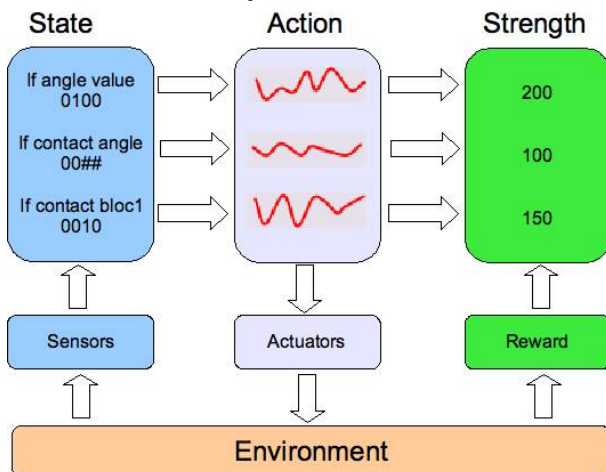 State
Action
Strength
If angle value
0100
200
If contact angle
00##
100
If contact bloc1
0010
150
Sensors
Actuators
Reward
Environment